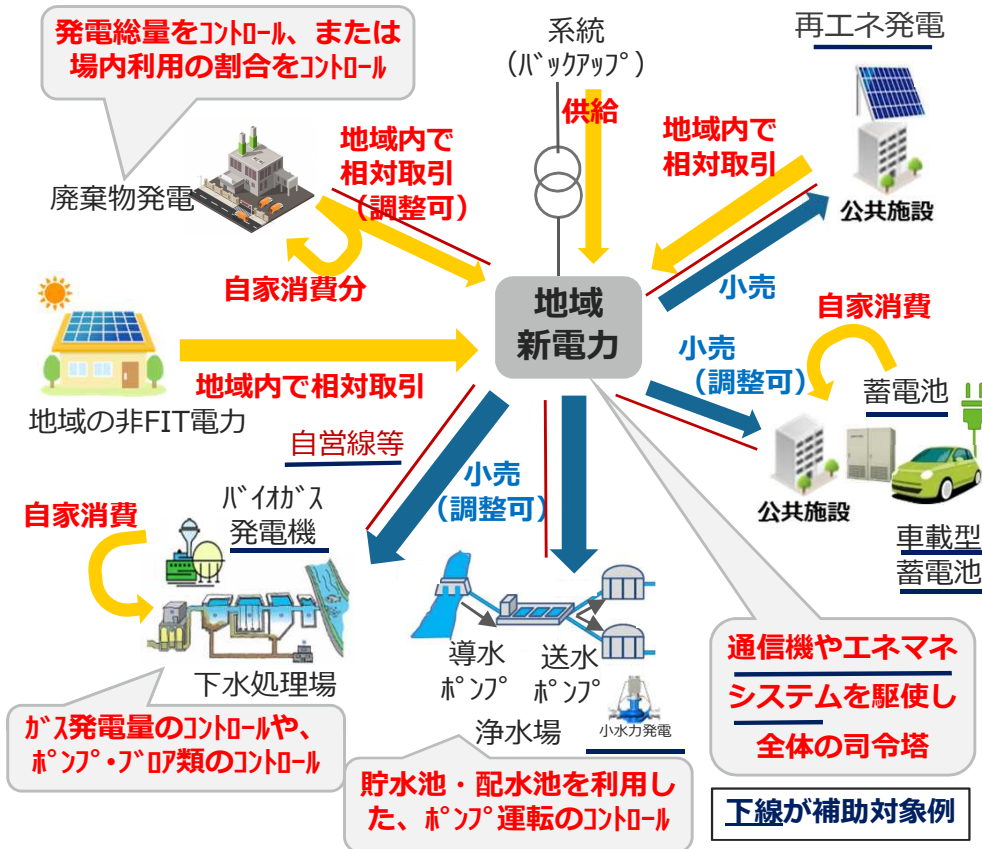 発電総量をｺﾝﾄﾛｰﾙ、または
場内利用の割合をｺﾝﾄﾛｰﾙ
系統
（ﾊﾞｯｸｱｯﾌﾟ）
供給
再エネ発電
地域内で
相対取引
公共施設
小売
廃棄物発電
地域内で
相対取引
（調整可）
自家消費分
地域
新電力
地域内で相対取引
地域の非FIT電力
小売
（調整可）
自家消費
蓄電池
公共施設
車載型
蓄電池
自営線等
小売
（調整可）
自家消費
ﾊﾞｲｵｶﾞｽ
発電機
下水処理場
導水
ﾎﾟﾝﾌﾟ
送水
ﾎﾟﾝﾌﾟ
浄水場
小水力発電
ｶﾞｽ発電量のｺﾝﾄﾛｰﾙや、
ﾎﾟﾝﾌﾟ・ﾌﾞﾛｱ類のｺﾝﾄﾛｰﾙ
貯水池・配水池を利用し
た、ﾎﾟﾝﾌﾟ運転のｺﾝﾄﾛｰﾙ
通信機やエネマネ
システムを駆使し
全体の司令塔
下線が補助対象例